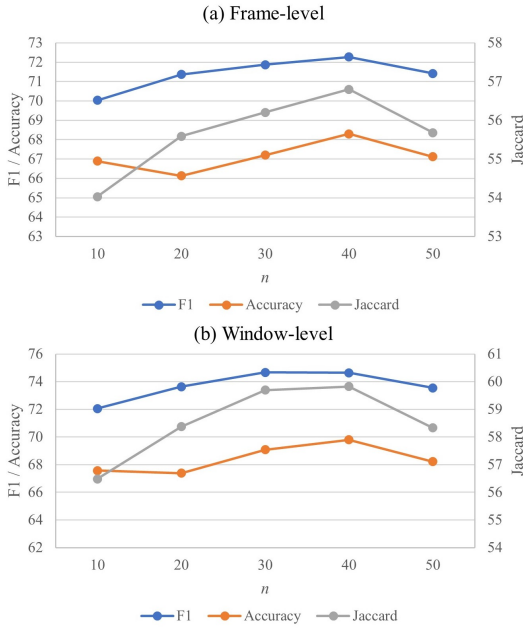 (a) Frame-level
73
72
71
70
69
68
67
66
65
64
63
F1 / Accuracy
58
57
56
55
54
53
Jaccard
10 20 30 40 50
n
F1 Accuracy Jaccard
(b) Window-level
76
74
72
70
68
66
64
62
F1 / Accuracy
61
60
59
58
57
56
55
54
Jaccard
10 20 30 40 50
n
F1 Accuracy Jaccard